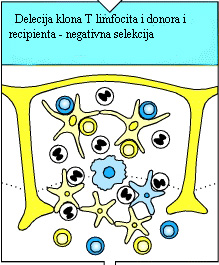 Delecija klona T limfocita i donora i
recipienta - negativna selekcija